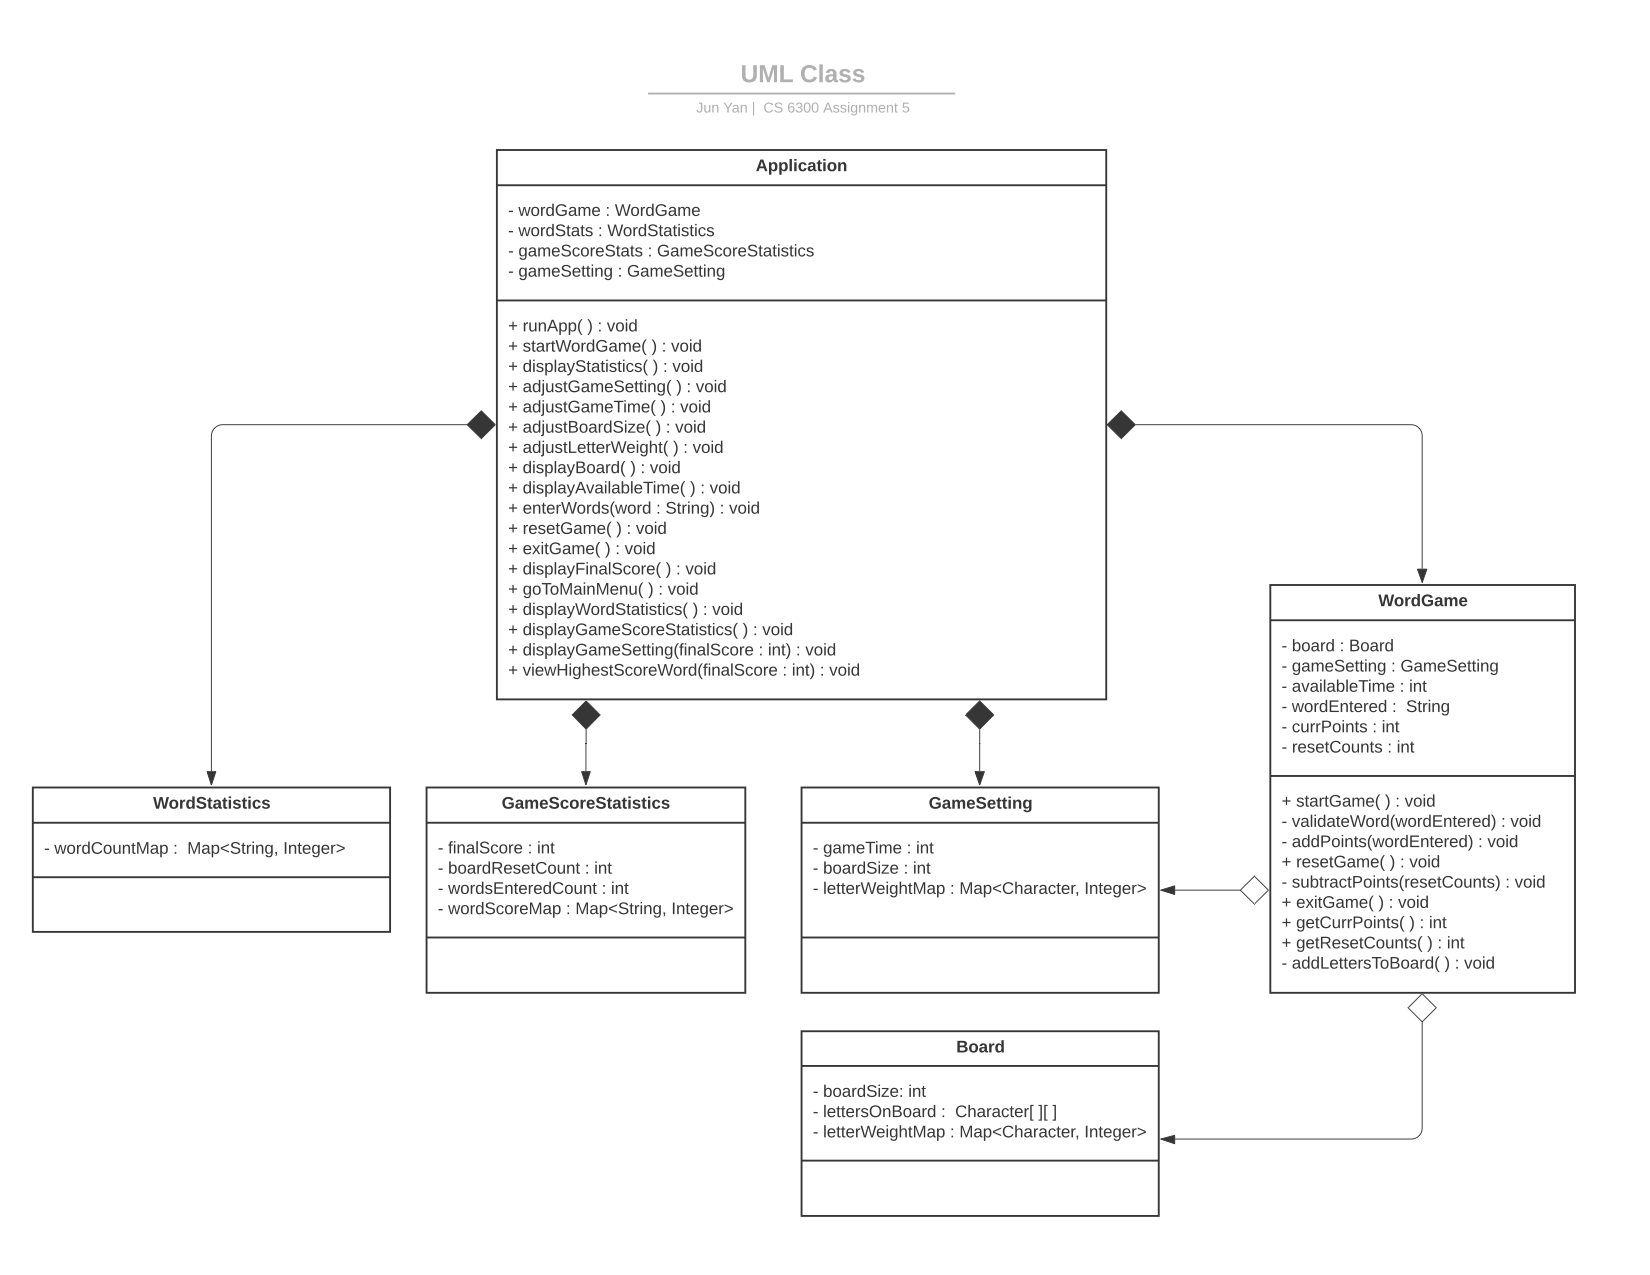 UML Class
Jun Yan |  CS 6300 Assignment 5
Application
- wordGame : WordGame
- wordStats : WordStatistics
- gameScoreStats : GameScoreStatistics
- gameSetting : GameSetting
+ runApp( ) : void
+ startWordGame( ) : void
+ displayStatistics( ) : void
+ adjustGameSetting( ) : void
+ adjustGameTime( ) : void
+ adjustBoardSize( ) : void
+ adjustLetterWeight( ) : void
+ displayBoard( ) : void
+ displayAvailableTime( ) : void
+ enterWords(word : String) : void
+ resetGame( ) : void
+ exitGame( ) : void
+ displayFinalScore( ) : void
+ goToMainMenu( ) : void
+ displayWordStatistics( ) : void
+ displayGameScoreStatistics( ) : void
+ displayGameSetting(finalScore : int) : void
+ viewHighestScoreWord(finalScore : int) : void
WordGame
- board : Board
- gameSetting : GameSetting
- availableTime : int
- wordEntered :  String
- currPoints : int
- resetCounts : int
+ startGame( ) : void
- validateWord(wordEntered) : void
- addPoints(wordEntered) : void
+ resetGame( ) : void
- subtractPoints(resetCounts) : void
+ exitGame( ) : void
+ getCurrPoints( ) : int
+ getResetCounts( ) : int
- addLettersToBoard( ) : void
WordStatistics
- wordCountMap :  Map<String, Integer>
GameScoreStatistics
- finalScore : int
- boardResetCount : int
- wordsEnteredCount : int
- wordScoreMap : Map<String, Integer>
GameSetting
- gameTime : int
- boardSize : int
- letterWeightMap : Map<Character, Integer>
Board
- boardSize: int
- lettersOnBoard :  Character[ ][ ]
- letterWeightMap : Map<Character, Integer>